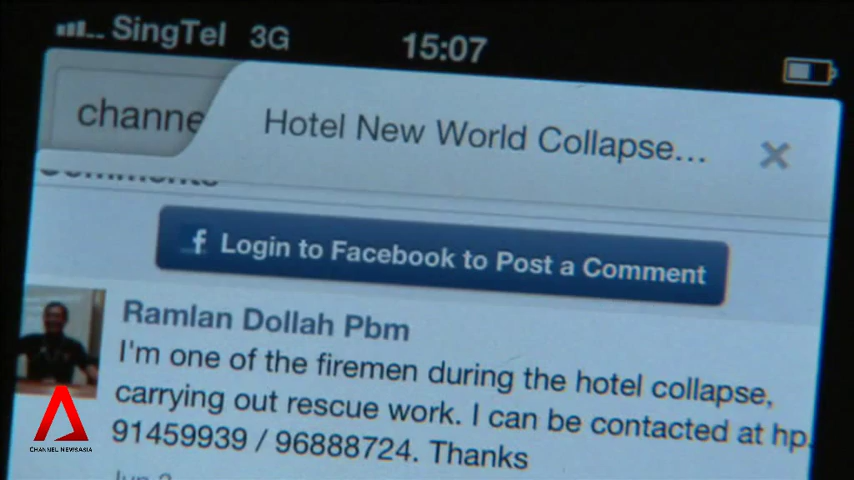 SingTel 3G 15:07
channe
Hotel New World Collapse...
Comments
f Login to Facebook to Post a Comment
Ramlan Dollah Pbm
I'm one of the firemen during the hotel collapse,
carrying out rescue work. I can be contacted at hp.
91459939 / 96888724. Thanks
CHANNEL NEWSASIA